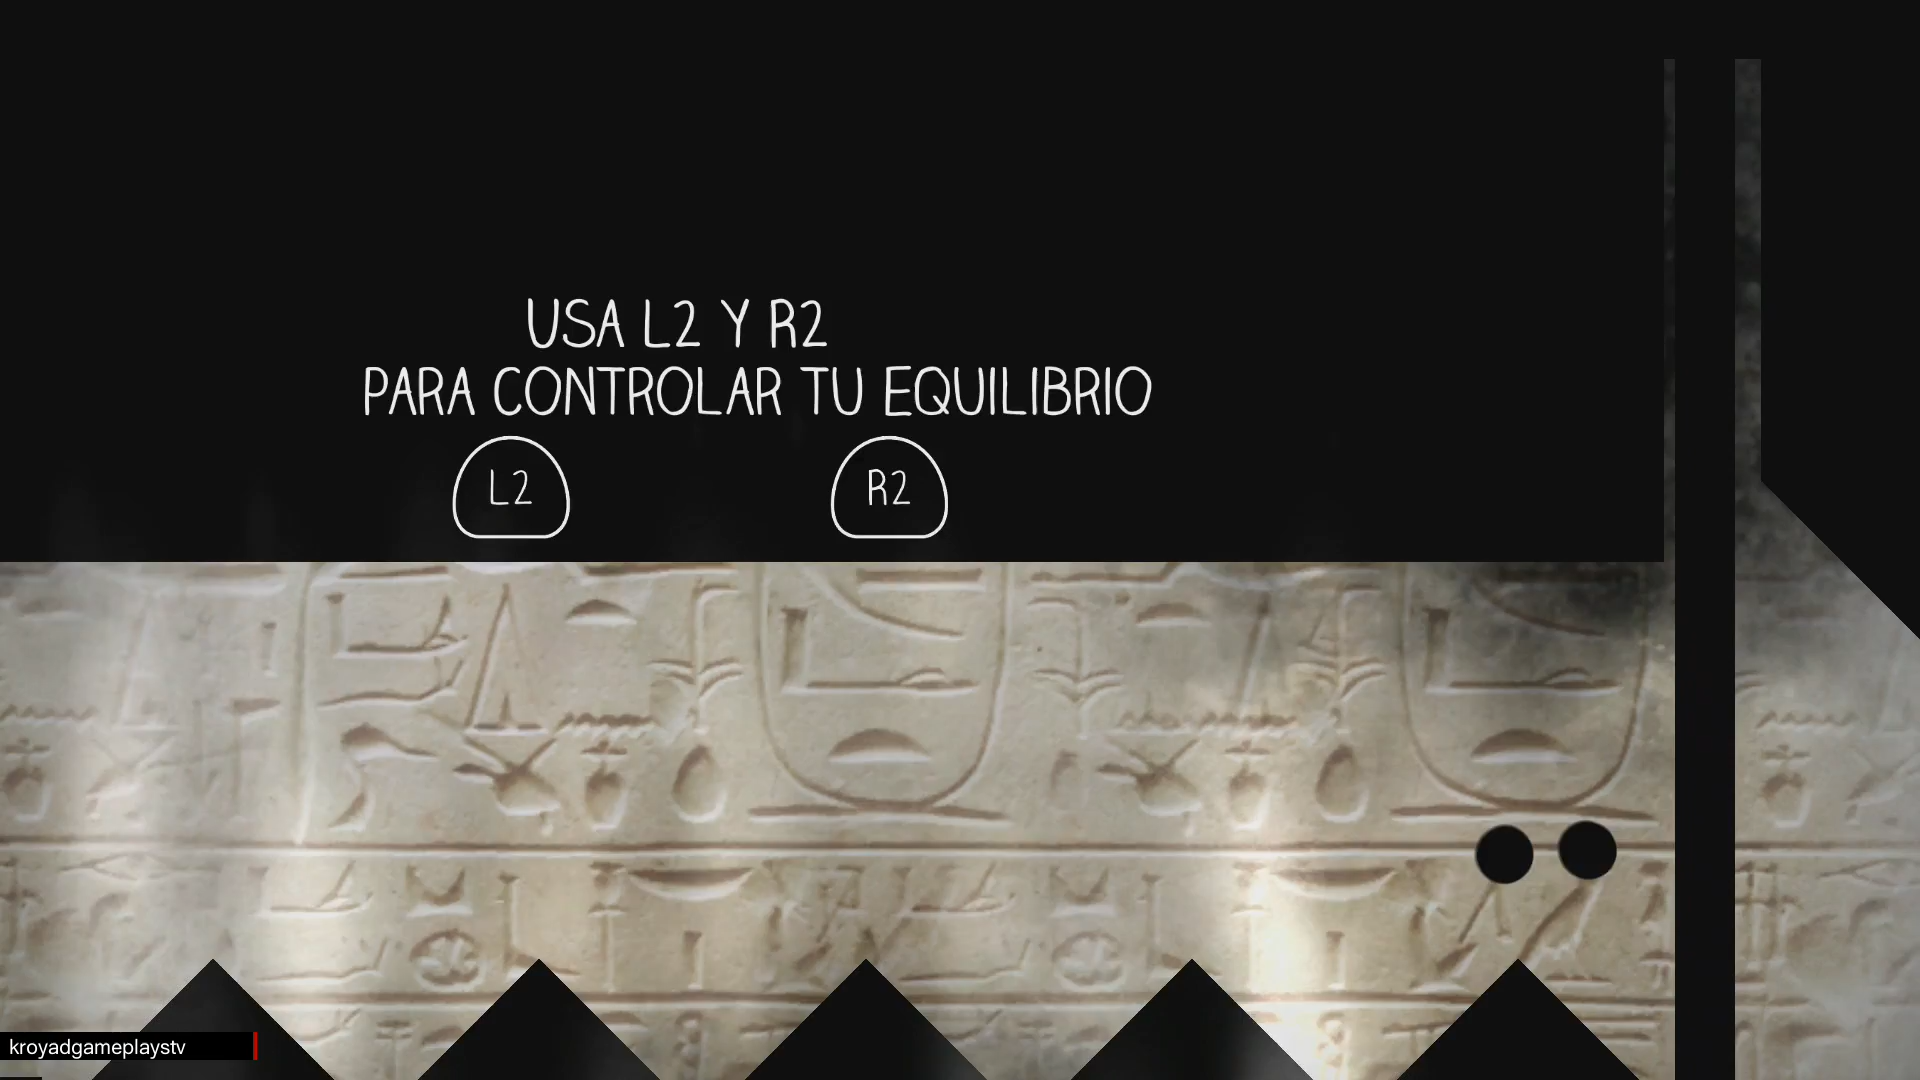 USA L2 Y R2
PARA CONTROLAR TU EQUILIBRIO
L2 R2
kroyadgameplaystv